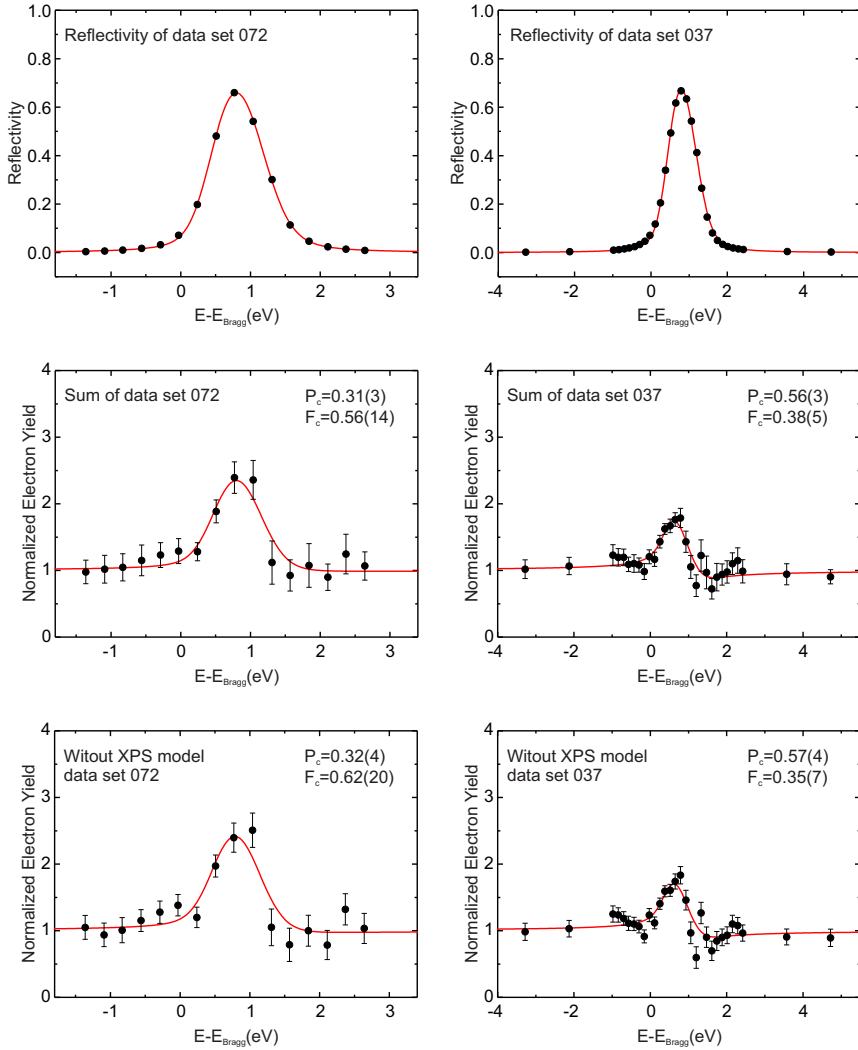 Reflectivity of data set 072
Reflectivity
1.0
0.8
0.6
0.4
0.2
0.0
-1 0 1 2 3
E-E_Bragg(eV)
Reflectivity of data set 037
Reflectivity
1.0
0.8
0.6
0.4
0.2
0.0
-4 -2 0 2 4
E-E_Bragg(eV)
Sum of data set 072
P_c=0.31(3)
F_c=0.56(14)
Normalized Electron Yield
4
3
2
1
0
-1 0 1 2 3
E-E_Bragg(eV)
Sum of data set 037
P_c=0.56(3)
F_c=0.38(5)
Normalized Electron Yield
4
3
2
1
0
-4 -2 0 2 4
E-E_Bragg(eV)
Witout XPS model
data set 072
P_c=0.32(4)
F_c=0.62(20)
Normalized Electron Yield
4
3
2
1
0
-1 0 1 2 3
E-E_Bragg(eV)
Witout XPS model
data set 037
P_c=0.57(4)
F_c=0.35(7)
Normalized Electron Yield
4
3
2
1
0
-4 -2 0 2 4
E-E_Bragg(eV)